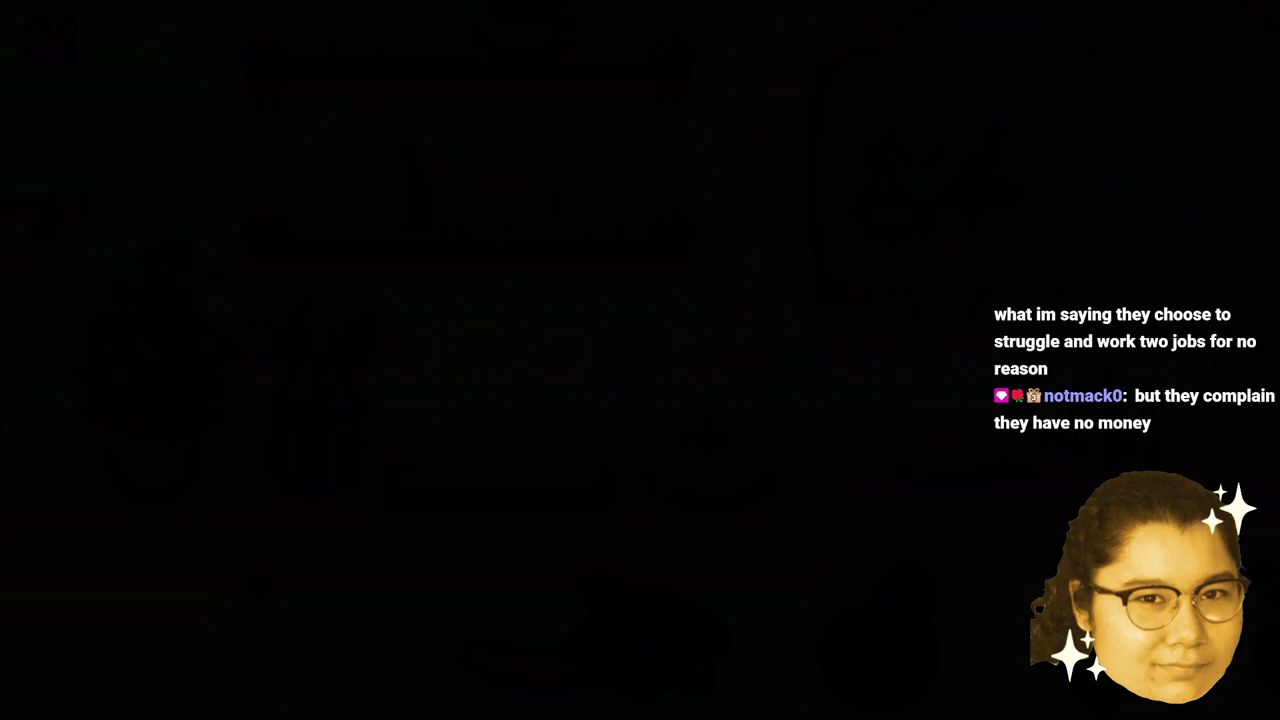 what im saying they choose to
struggle and work two jobs for no
reason
notmack0: but they complain
they have no money